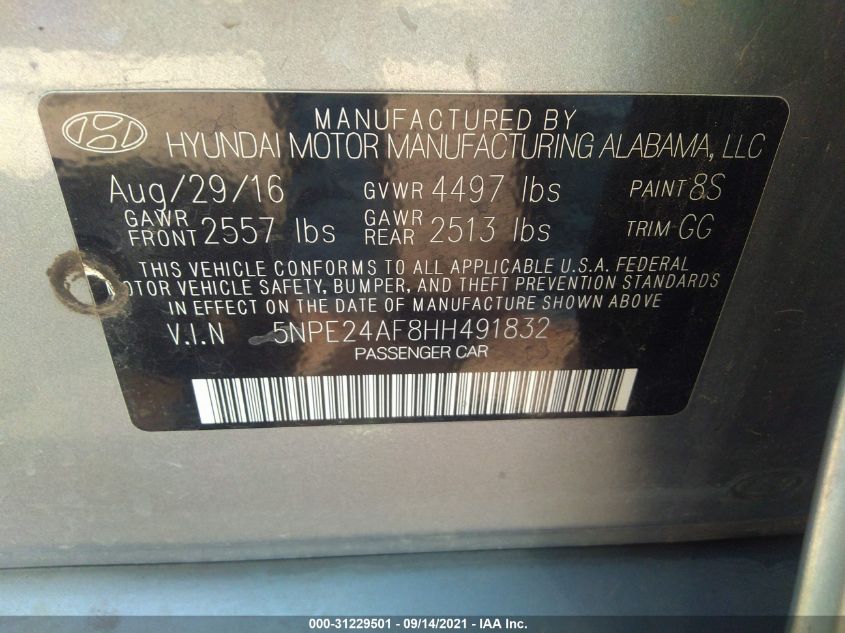 MANUFACTURED BY
HYUNDAI MOTOR MANUFACTURING ALABAMA, LLC
Aug/29/16 GVWR 4497 lbs PAINT 8S
GAWR FRONT 2557 lbs GAWR REAR 2513 lbs TRIM-GG
THIS VEHICLE CONFORMS TO ALL APPLICABLE U.S.A. FEDERAL
MOTOR VEHICLE SAFETY, BUMPER, AND THEFT PREVENTION STANDARDS
IN EFFECT ON THE DATE OF MANUFACTURE SHOWN ABOVE.
V.I.N 5NPE24AF8HH491832
PASSENGER CAR
000-31229501 - 09/14/2021 - IAA Inc.